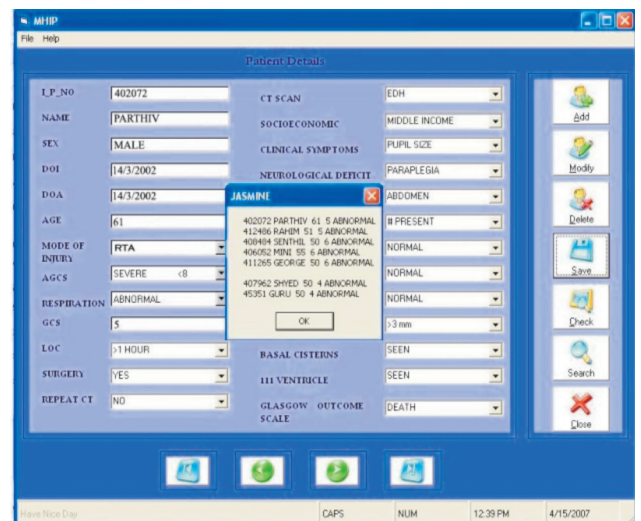 MHIP
File Help
Patient Details
I_P_NO 402072
NAME PARTHIV
SEX MALE
DOI 14/3/2002
DOA 14/3/2002
AGE 61
MODE OF INJURY RTA
AGCS SEVERE <8
RESPIRATION ABNORMAL
GCS 5
LOC >1 HOUR
SURGERY YES
REPEAT CT NO
CT SCAN EDH
SOCIOECONOMIC MIDDLE INCOME
CLINICAL SYMPTOMS PUPIL SIZE
NEUROLOGICAL DEFICIT PARAPLEGIA
ABDOMEN
# PRESENT
NORMAL
NORMAL
NORMAL
>3 mm
BASAL CISTERNS SEEN
111 VENTRICLE SEEN
GLASGOW OUTCOME SCALE DEATH
JASMINE
402072 PARTHIV 61 5 ABNORMAL
412486 RAHIM 51 5 ABNORMAL
408484 SENTHIL 50 6 ABNORMAL
406052 MINI 55 6 ABNORMAL
411265 GEORGE 50 6 ABNORMAL
407962 SHYED 50 4 ABNORMAL
45351 GURU 50 4 ABNORMAL
OK
Add
Modify
Delete
Save
Check
Search
Close
Have Nice Day CAPS NUM 12:39 PM 4/15/2007